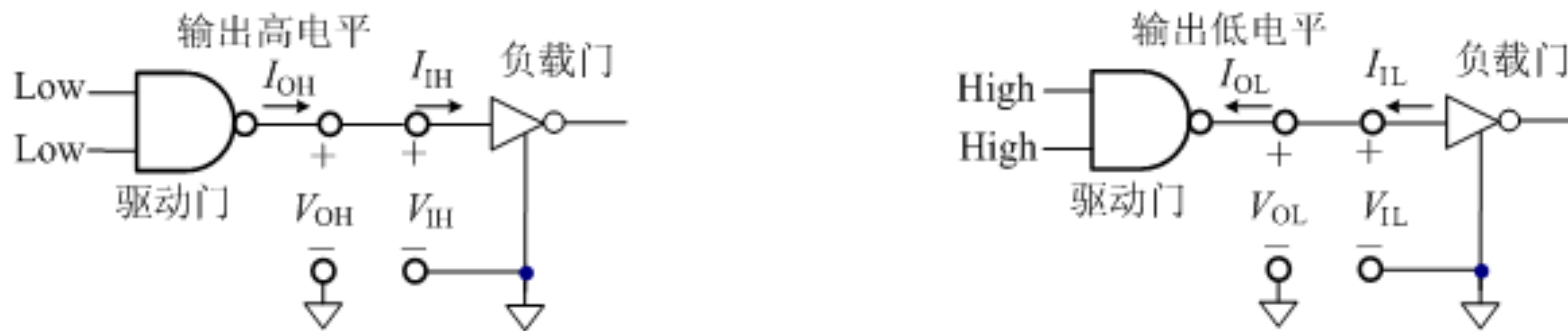 输出高电平
I_OH
I_IH
负载门
Low
Low
+
+
驱动门
V_OH
V_IH
−
−
输出低电平
I_OL
I_IL
负载门
High
High
+
+
驱动门
V_OL
V_IL
−
−